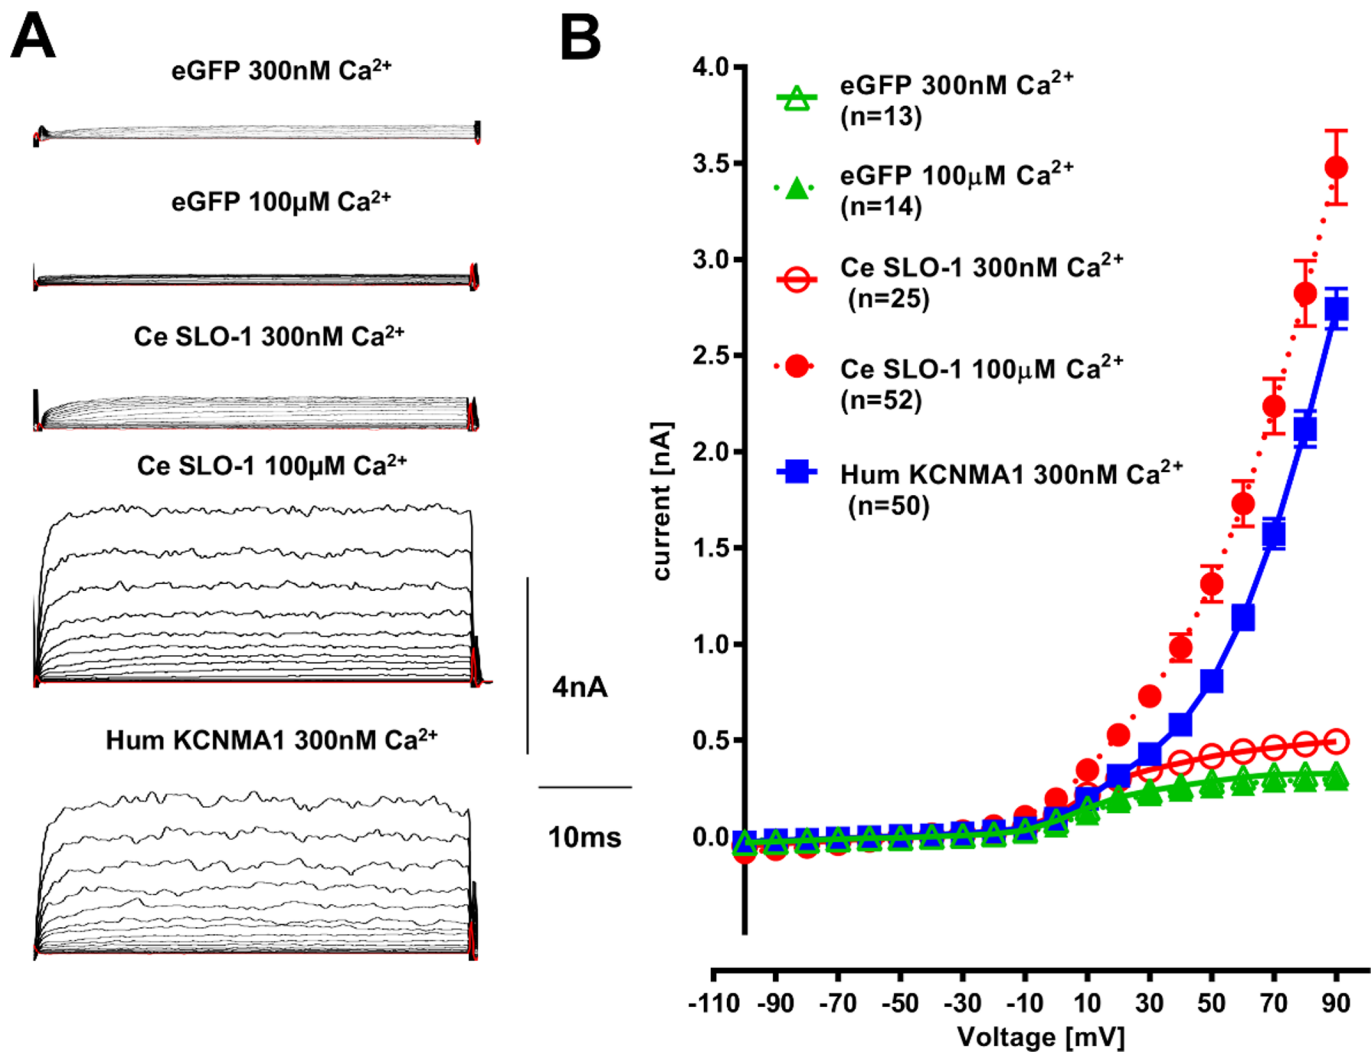 A
eGFP 300nM Ca²⁺
eGFP 100µM Ca²⁺
Ce SLO-1 300nM Ca²⁺
Ce SLO-1 100µM Ca²⁺
4nA
Hum KCNMA1 300nM Ca²⁺
10ms
B
4.0
3.5
3.0
2.5
2.0
1.5
1.0
0.5
0.0
current [nA]
eGFP 300nM Ca²⁺
(n=13)
eGFP 100µM Ca²⁺
(n=14)
Ce SLO-1 300nM Ca²⁺
(n=25)
Ce SLO-1 100µM Ca²⁺
(n=52)
Hum KCNMA1 300nM Ca²⁺
(n=50)
-110 -90 -70 -50 -30 -10 10 30 50 70 90
Voltage [mV]